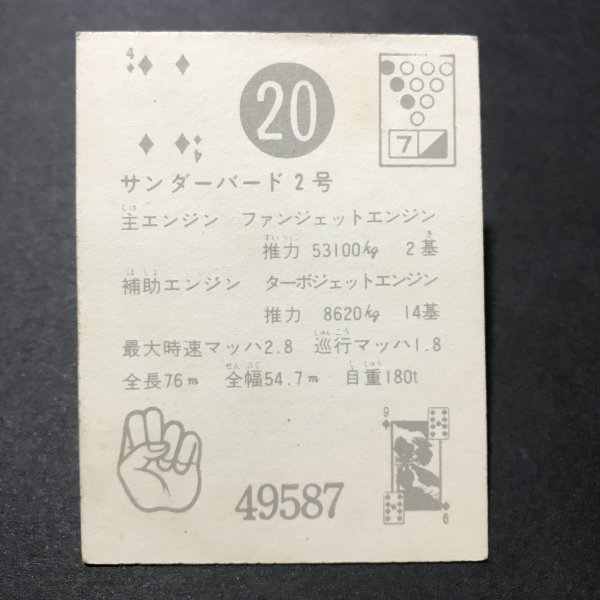 4
20
7
4
サンダーバード2号
主エンジン ファンジェットエンジン
推力 53100kg 2基
補助エンジン ターボジェットエンジン
推力 8620kg 14基
最大時速マッハ2.8 巡行マッハ1.8
全長76m 全幅54.7m 自重180t
9
49587
9